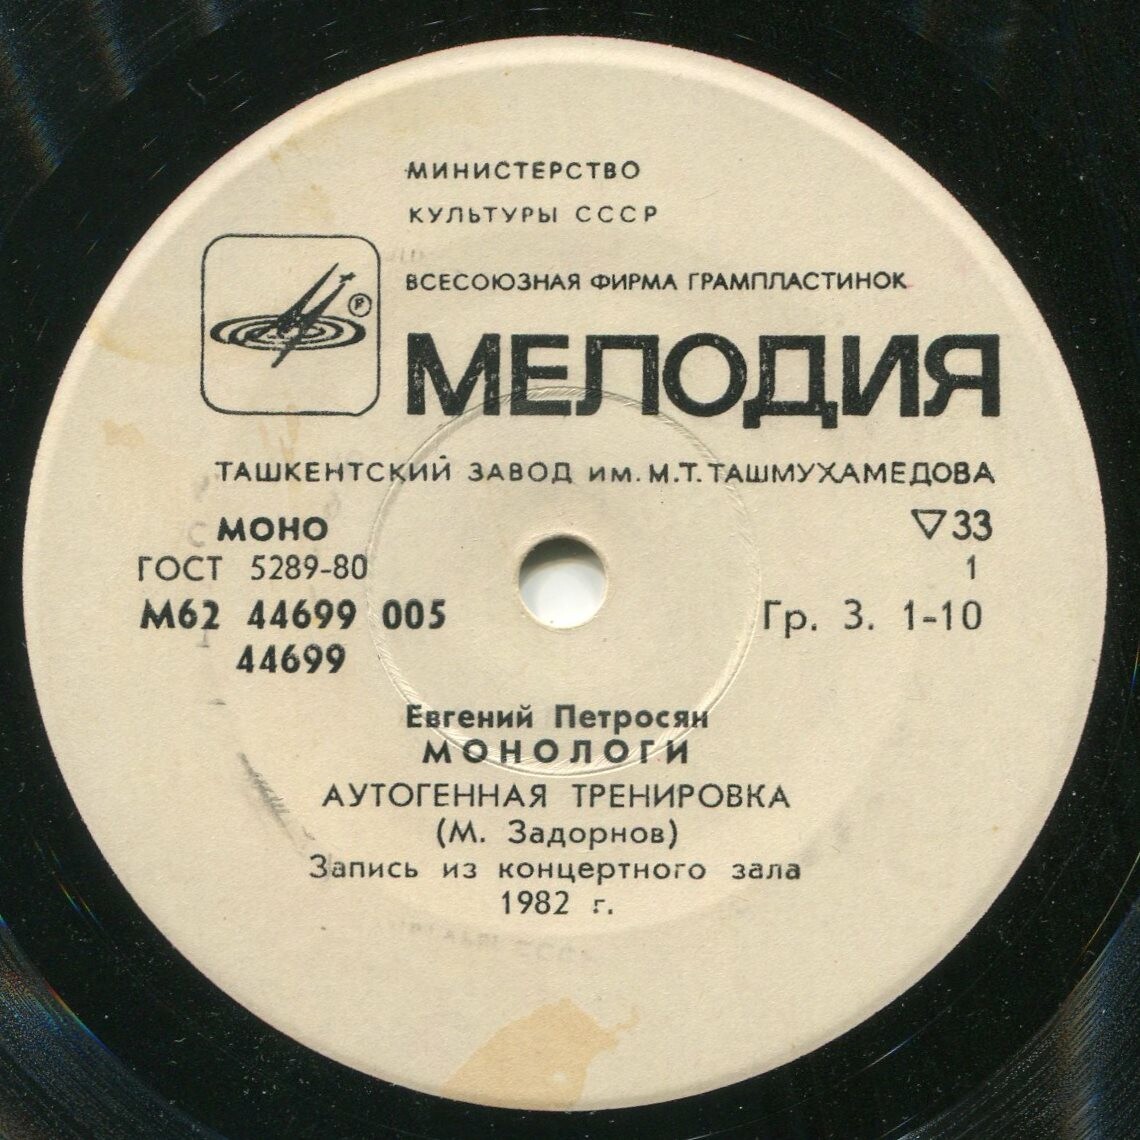 МИНИСТЕРСТВО
КУЛЬТУРЫ СССР
ВСЕСОЮЗНАЯ ФИРМА ГРАМПЛАСТИНОК
МЕЛОДИЯ
ТАШКЕНТСКИЙ ЗАВОД им. М.Т. ТАШМУХАМЕДОВА
МОНО ▽33
ГОСТ 5289-80 1
М62 44699 005 Гр. 3. 1-10
44699
Евгений Петросян
МОНОЛОГИ
АУТОГЕННАЯ ТРЕНИРОВКА
(М. Задорнов)
Запись из концертного зала
1982 г.